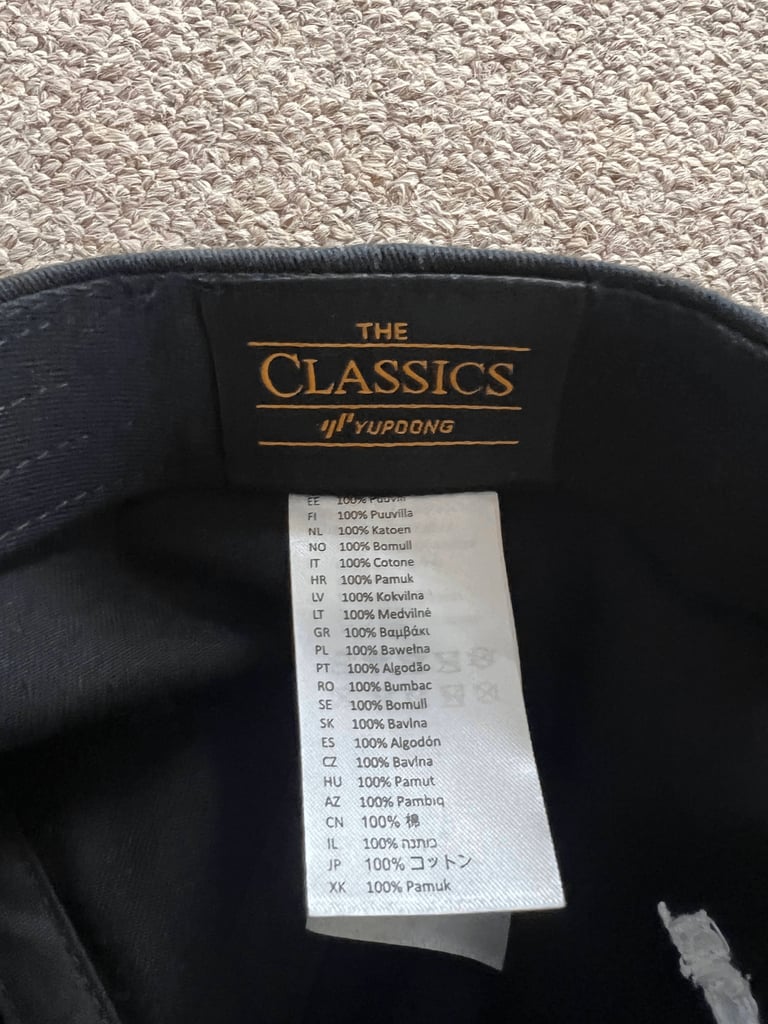 THE
CLASSICS
YUPOONG
EE 100% Puuvill
FI 100% Puuvilla
NL 100% Katoen
NO 100% Bomull
IT 100% Cotone
HR 100% Pamuk
LV 100% Kokvilna
LT 100% Medvilnė
GR 100% Βαμβάκι
PL 100% Bawełna
PT 100% Algodão
RO 100% Bumbac
SE 100% Bomull
SK 100% Bavlna
ES 100% Algodón
CZ 100% Bavlna
HU 100% Pamut
AZ 100% Pambıq
CN 100% 棉
IL 100% כותנה
JP 100% コットン
XK 100% Pamuk